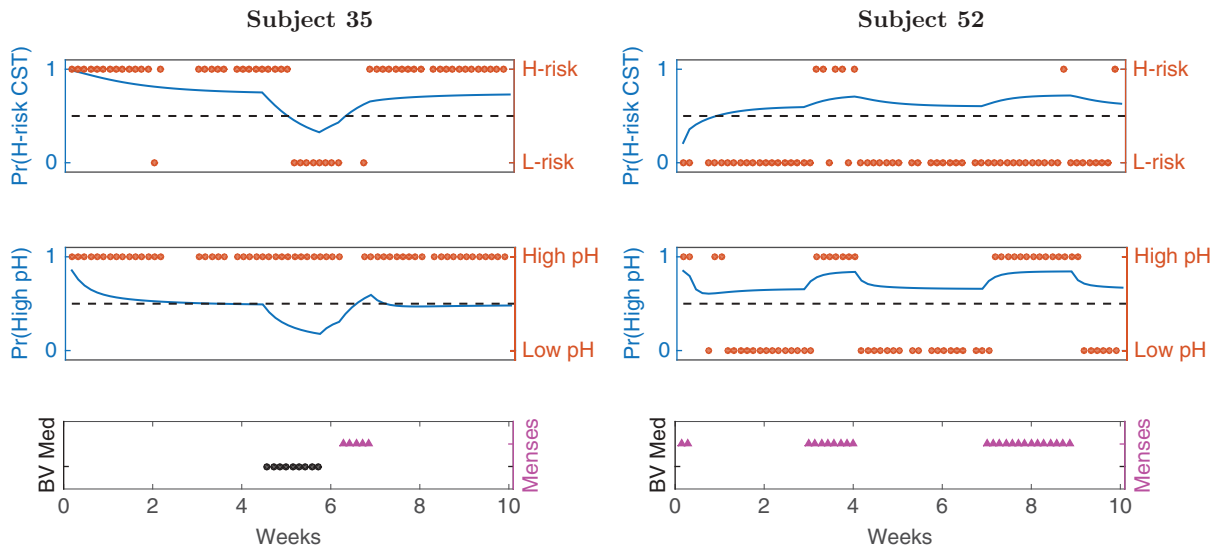 Subject 35
Subject 52
Pr(H-risk CST)
1
0
H-risk
L-risk
Pr(H-risk CST)
1
0
H-risk
L-risk
Pr(High pH)
1
0
High pH
Low pH
Pr(High pH)
1
0
High pH
Low pH
BV Med
Menses
0 2 4 6 8 10
Weeks
BV Med
Menses
0 2 4 6 8 10
Weeks